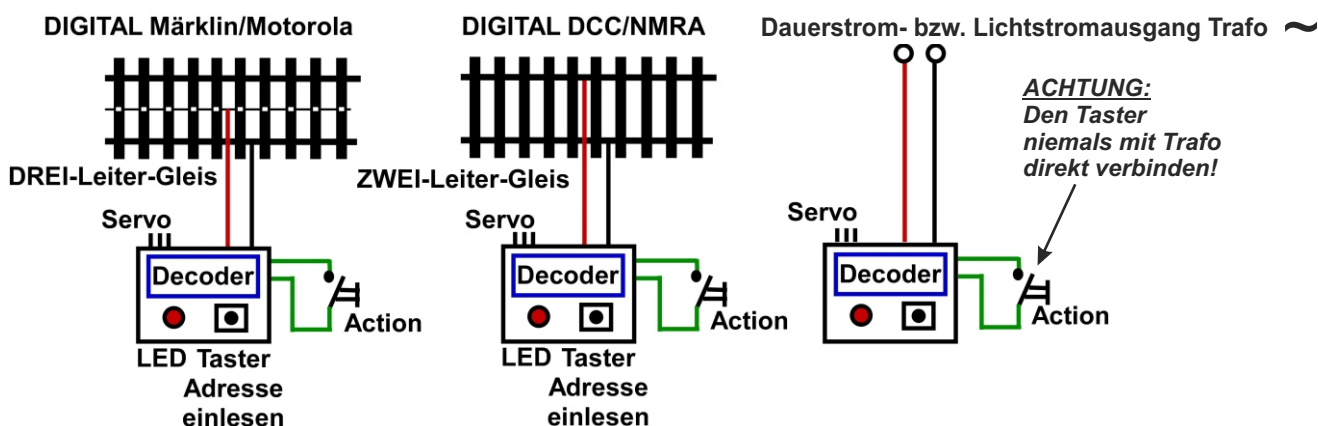 DIGITAL Märklin/Motorola
DREI-Leiter-Gleis
Servo
Decoder
Action
LED Taster
Adresse
einlesen
DIGITAL DCC/NMRA
ZWEI-Leiter-Gleis
Servo
Decoder
Action
LED Taster
Adresse
einlesen
Dauerstrom- bzw. Lichtstromausgang Trafo ~
ACHTUNG:
Den Taster
niemals mit Trafo
direkt verbinden!
Servo
Decoder
Action